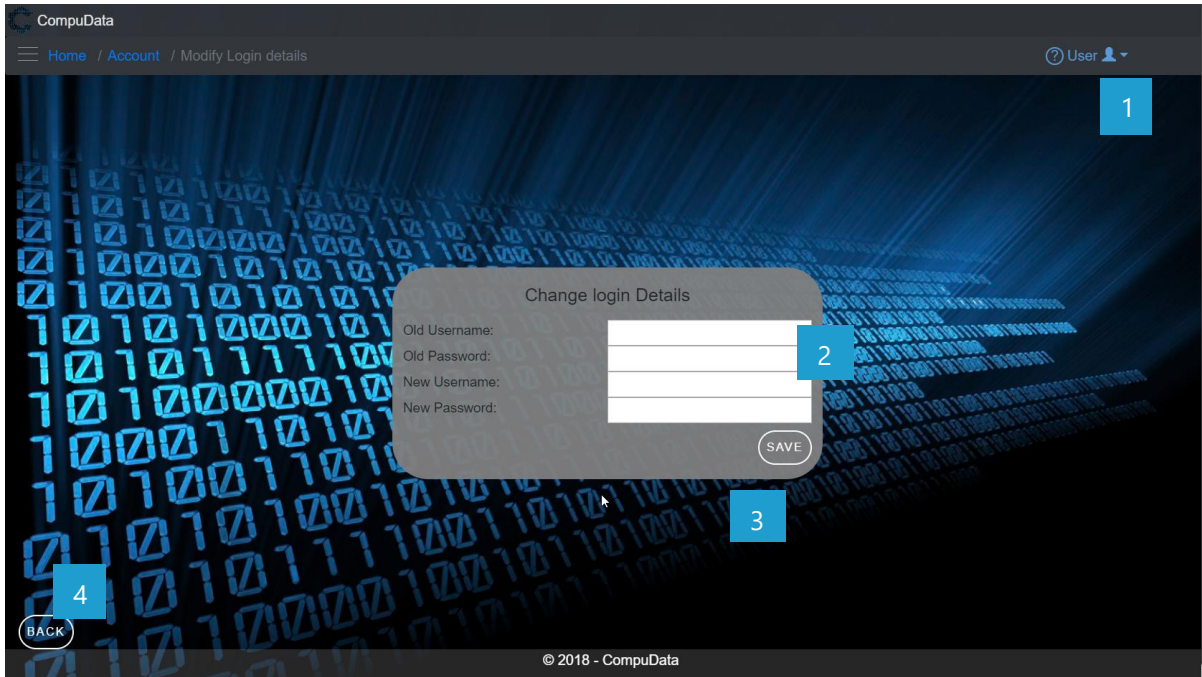 CompuData
Home / Account / Modify Login details
? User
1
Change login Details
Old Username:
Old Password:
2
New Username:
New Password:
SAVE
3
4
BACK
© 2018 - CompuData